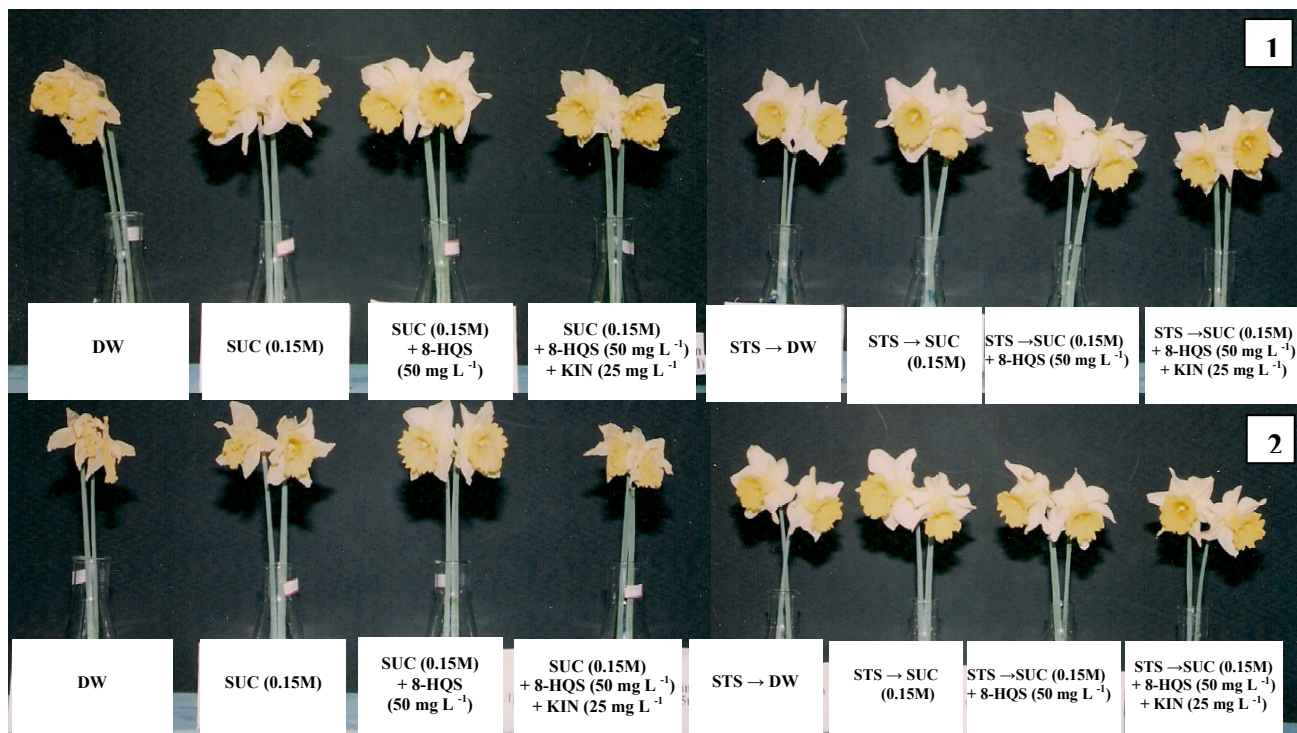 1
DW
SUC (0.15M)
SUC (0.15M)
+ 8-HQS
(50 mg L ⁻¹)
SUC (0.15M)
+ 8-HQS (50 mg L ⁻¹)
+ KIN (25 mg L ⁻¹
STS → DW
STS → SUC
(0.15M)
STS →SUC (0.15M)
+ 8-HQS (50 mg L ⁻¹)
STS →SUC (0.15M)
+ 8-HQS (50 mg L ⁻¹)
+ KIN (25 mg L ⁻¹)
2
DW
SUC (0.15M)
SUC (0.15M)
+ 8-HQS
(50 mg L ⁻¹)
SUC (0.15M)
+ 8-HQS (50 mg L ⁻¹)
+ KIN (25 mg L ⁻¹
STS → DW
STS → SUC
(0.15M)
STS →SUC (0.15M)
+ 8-HQS (50 mg L ⁻¹)
STS →SUC (0.15M)
+ 8-HQS (50 mg L ⁻¹)
+ KIN (25 mg L ⁻¹)